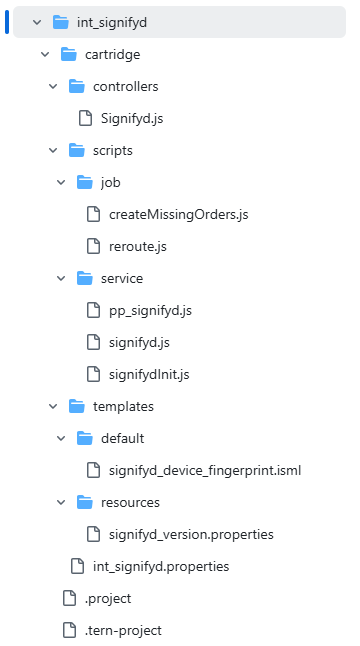 int_signifyd
cartridge
controllers
Signifyd.js
scripts
job
createMissingOrders.js
reroute.js
service
pp_signifyd.js
signifyd.js
signifydInit.js
templates
default
signifyd_device_fingerprint.isml
resources
signifyd_version.properties
int_signifyd.properties
.project
.tern-project